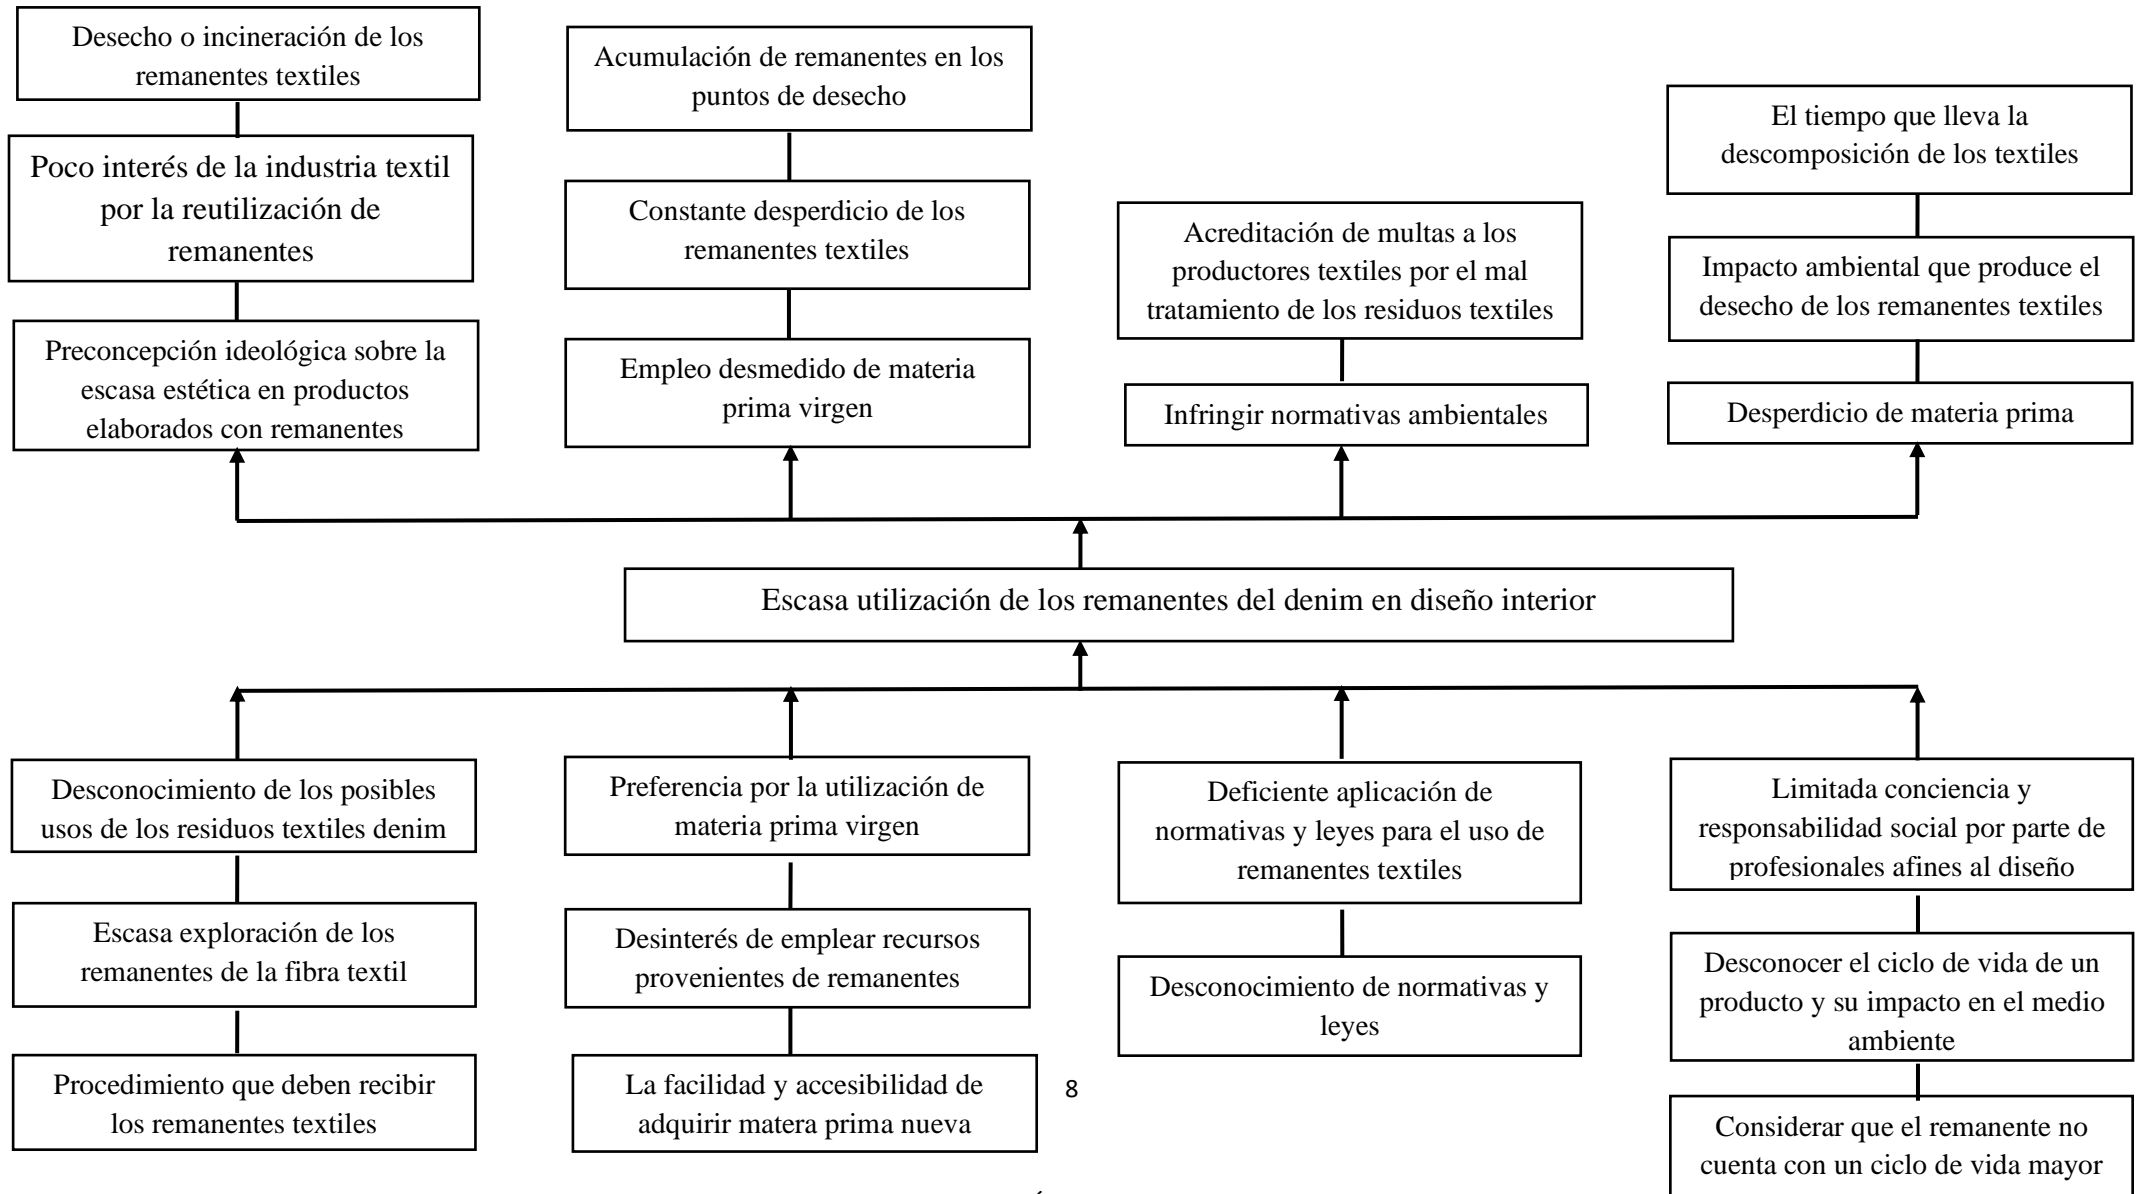 Desecho o incineración de los
remanentes textiles
Poco interés de la industria textil
por la reutilización de
remanentes
Preconcepción ideológica sobre la
escasa estética en productos
elaborados con remanentes
Acumulación de remanentes en los
puntos de desecho
Constante desperdicio de los
remanentes textiles
Empleo desmedido de materia
prima virgen
Acreditación de multas a los
productores textiles por el mal
tratamiento de los residuos textiles
Infringir normativas ambientales
El tiempo que lleva la
descomposición de los textiles
Impacto ambiental que produce el
desecho de los remanentes textiles
Desperdicio de materia prima
Escasa utilización de los remanentes del denim en diseño interior
Desconocimiento de los posibles
usos de los residuos textiles denim
Escasa exploración de los
remanentes de la fibra textil
Procedimiento que deben recibir
los remanentes textiles
Preferencia por la utilización de
materia prima virgen
Desinterés de emplear recursos
provenientes de remanentes
La facilidad y accesibilidad de
adquirir matera prima nueva
Deficiente aplicación de
normativas y leyes para el uso de
remanentes textiles
Desconocimiento de normativas y
leyes
Limitada conciencia y
responsabilidad social por parte de
profesionales afines al diseño
Desconocer el ciclo de vida de un
producto y su impacto en el medio
ambiente
Considerar que el remanente no
cuenta con un ciclo de vida mayor
8